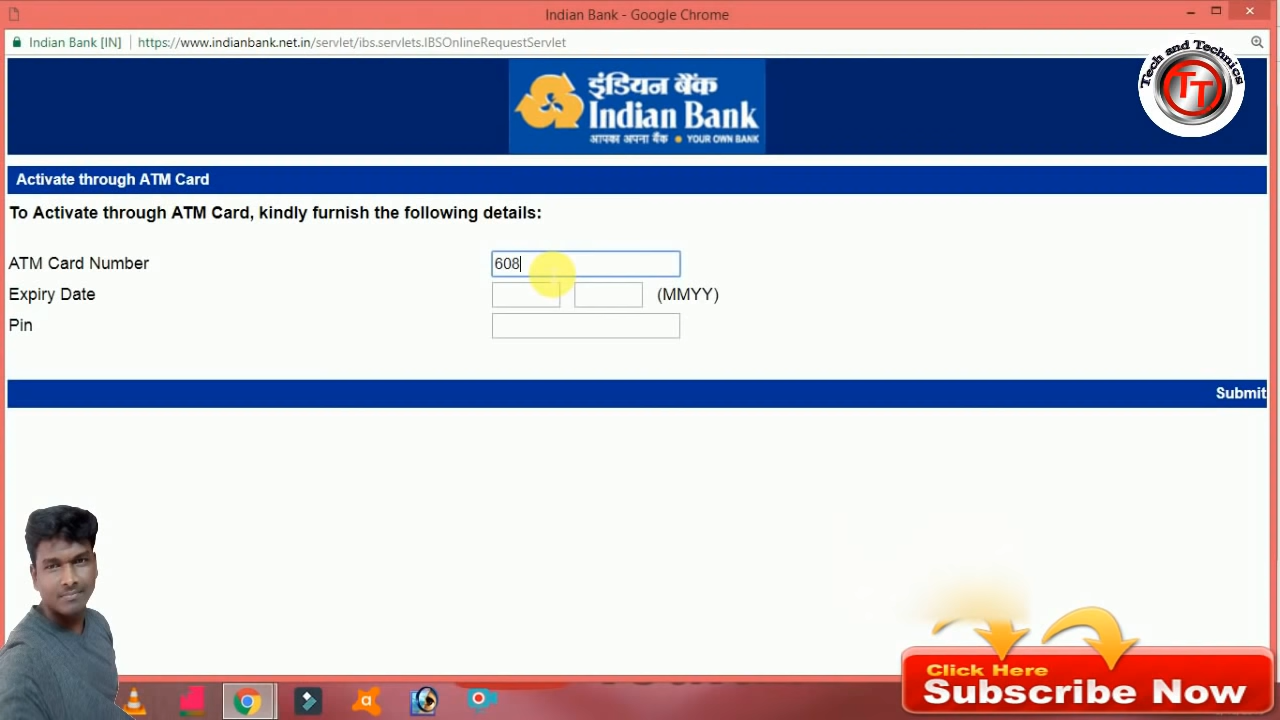 Indian Bank - Google Chrome
Indian Bank [IN] https://www.indianbank.net.in/servlet/ibs.servlets.IBSOnlineRequestServlet
Tech and Technics
TT
इंडियन बैंक
Indian Bank
आपका अपना बैंक YOUR OWN BANK
Activate through ATM Card
To Activate through ATM Card, kindly furnish the following details:
ATM Card Number 608
Expiry Date (MMYY)
Pin
Submit
Click Here
Subscribe Now